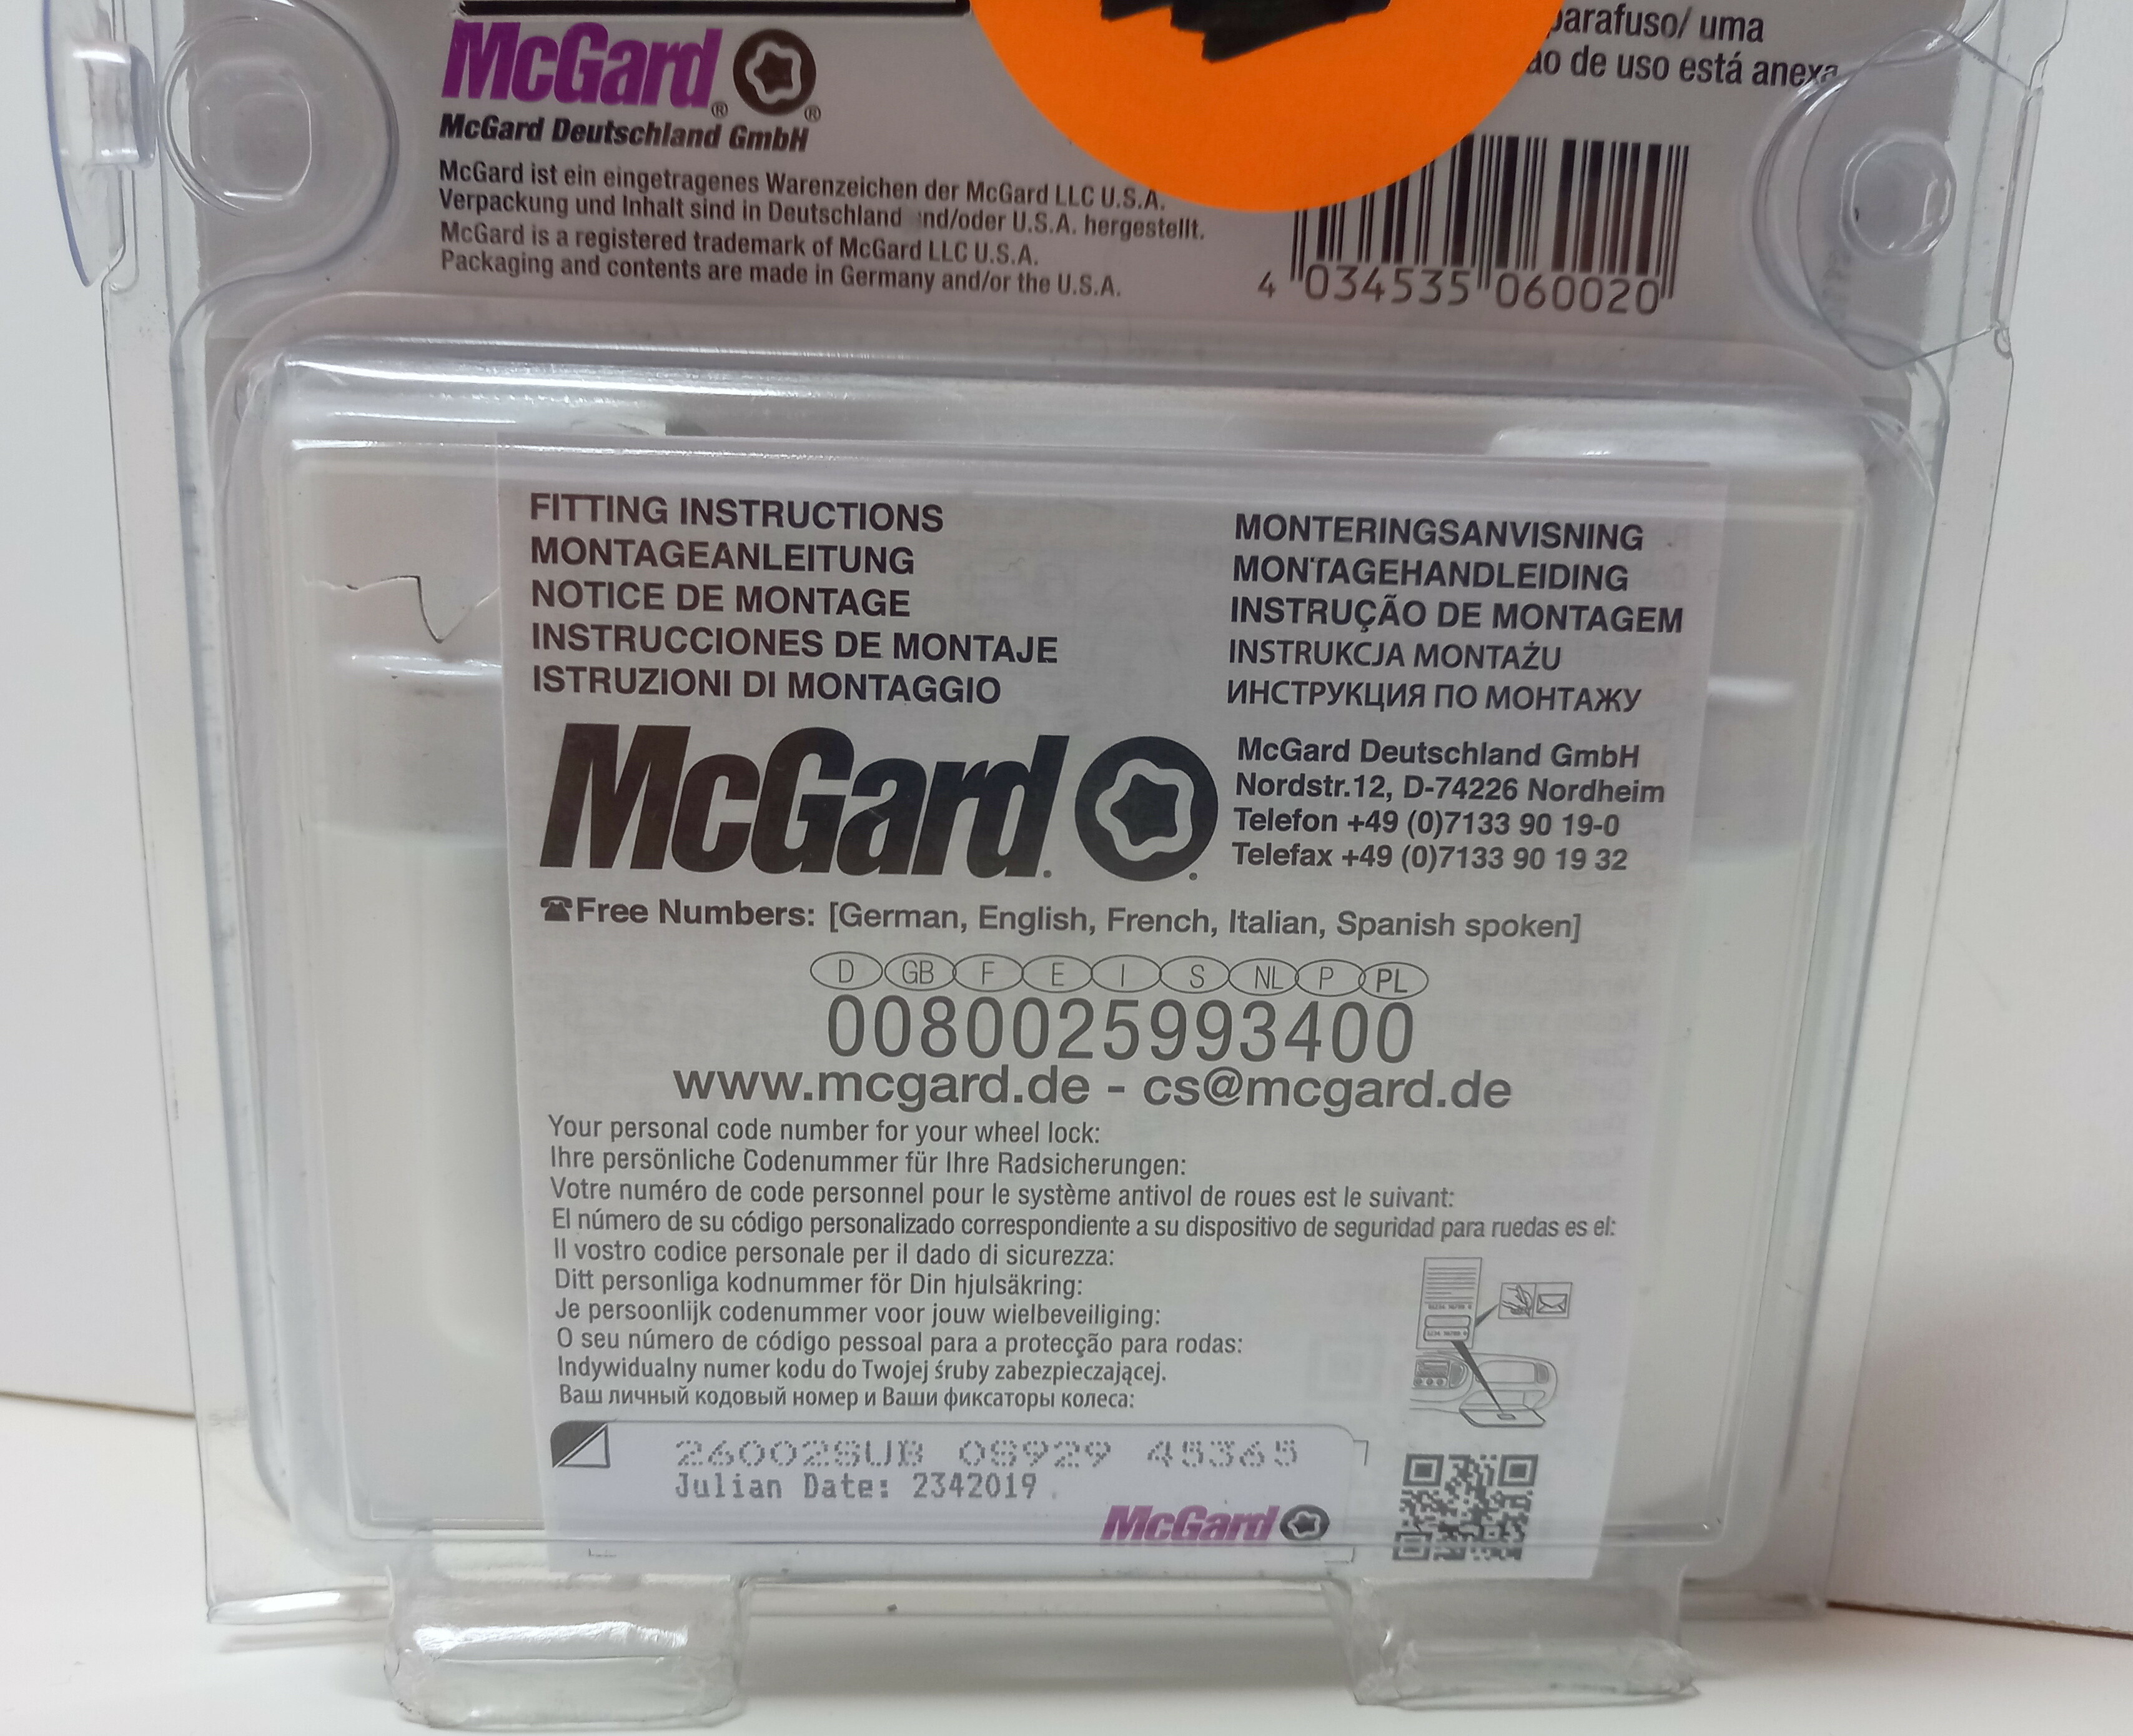 McGard®
McGard Deutschland GmbH
McGard ist ein eingetragenes Warenzeichen der McGard LLC U.S.A.
Verpackung und Inhalt sind in Deutschland und/oder U.S.A. hergestellt.
McGard is a registered trademark of McGard LLC U.S.A.
Packaging and contents are made in Germany and/or the U.S.A.
parafuso/ uma
ão de uso está anexa
4 034535 060020
FITTING INSTRUCTIONS
MONTAGEANLEITUNG
NOTICE DE MONTAGE
INSTRUCCIONES DE MONTAJE
ISTRUZIONI DI MONTAGGIO
MONTERINGSANVISNING
MONTAGEHANDLEIDING
INSTRUÇÃO DE MONTAGEM
INSTRUKCJA MONTAŻU
ИНСТРУКЦИЯ ПО МОНТАЖУ
McGard
McGard Deutschland GmbH
Nordstr.12, D-74226 Nordheim
Telefon +49 (0)7133 90 19-0
Telefax +49 (0)7133 90 19 32
☎Free Numbers: [German, English, French, Italian, Spanish spoken]
D GB F E I S NL P PL
0080025993400
www.mcgard.de - cs@mcgard.de
Your personal code number for your wheel lock:
Ihre persönliche Codenummer für Ihre Radsicherungen:
Votre numéro de code personnel pour le système antivol de roues est le suivant:
El número de su código personalizado correspondiente a su dispositivo de seguridad para ruedas es el:
Il vostro codice personale per il dado di sicurezza:
Ditt personliga kodnummer för Din hjulsäkring:
Je persoonlijk codenummer voor jouw wielbeveiliging:
O seu número de código pessoal para a protecção para rodas:
Indywidualny numer kodu do Twojej śruby zabezpieczającej.
Ваш личный кодовый номер и Ваши фиксаторы колеса:
26002SUB 0S929 45365
Julian Date: 2342019
McGard